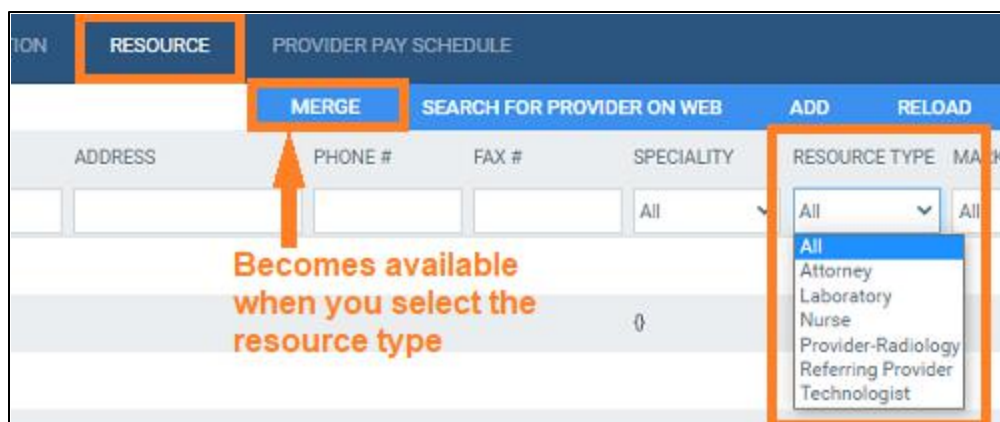 TION RESOURCE PROVIDER PAY SCHEDULE
MERGE SEARCH FOR PROVIDER ON WEB ADD RELOAD
ADDRESS PHONE # FAX # SPECIALITY RESOURCE TYPE MARK
All All All
All
Attorney
Laboratory
Nurse
Provider-Radiology
Referring Provider
Technologist
Becomes available
when you select the
resource type
{}